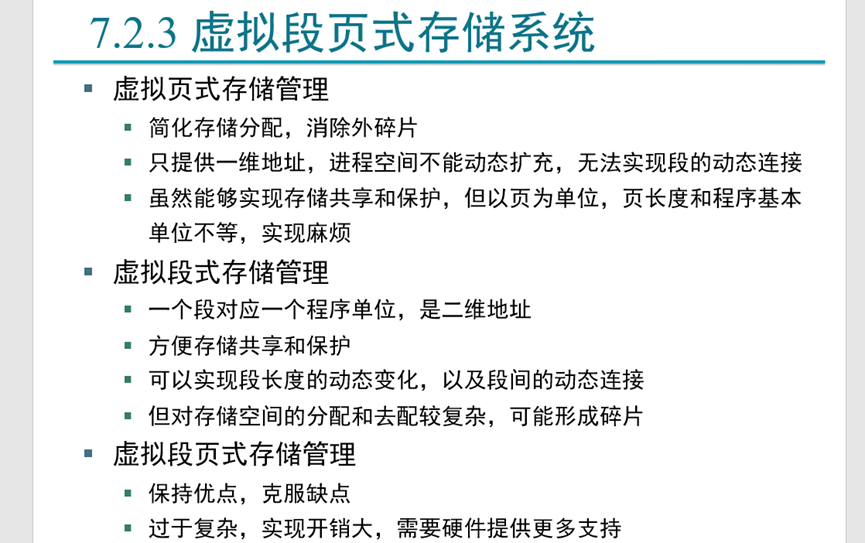 7.2.3 虚拟段页式存储系统
虚拟页式存储管理
简化存储分配，消除外碎片
只提供一维地址，进程空间不能动态扩充，无法实现段的动态连接
虽然能够实现存储共享和保护，但以页为单位，页长度和程序基本
单位不等，实现麻烦
虚拟段式存储管理
一个段对应一个程序单位，是二维地址
方便存储共享和保护
可以实现段长度的动态变化，以及段间的动态连接
但对存储空间的分配和去配较复杂，可能形成碎片
虚拟段页式存储管理
保持优点，克服缺点
过于复杂，实现开销大，需要硬件提供更多支持